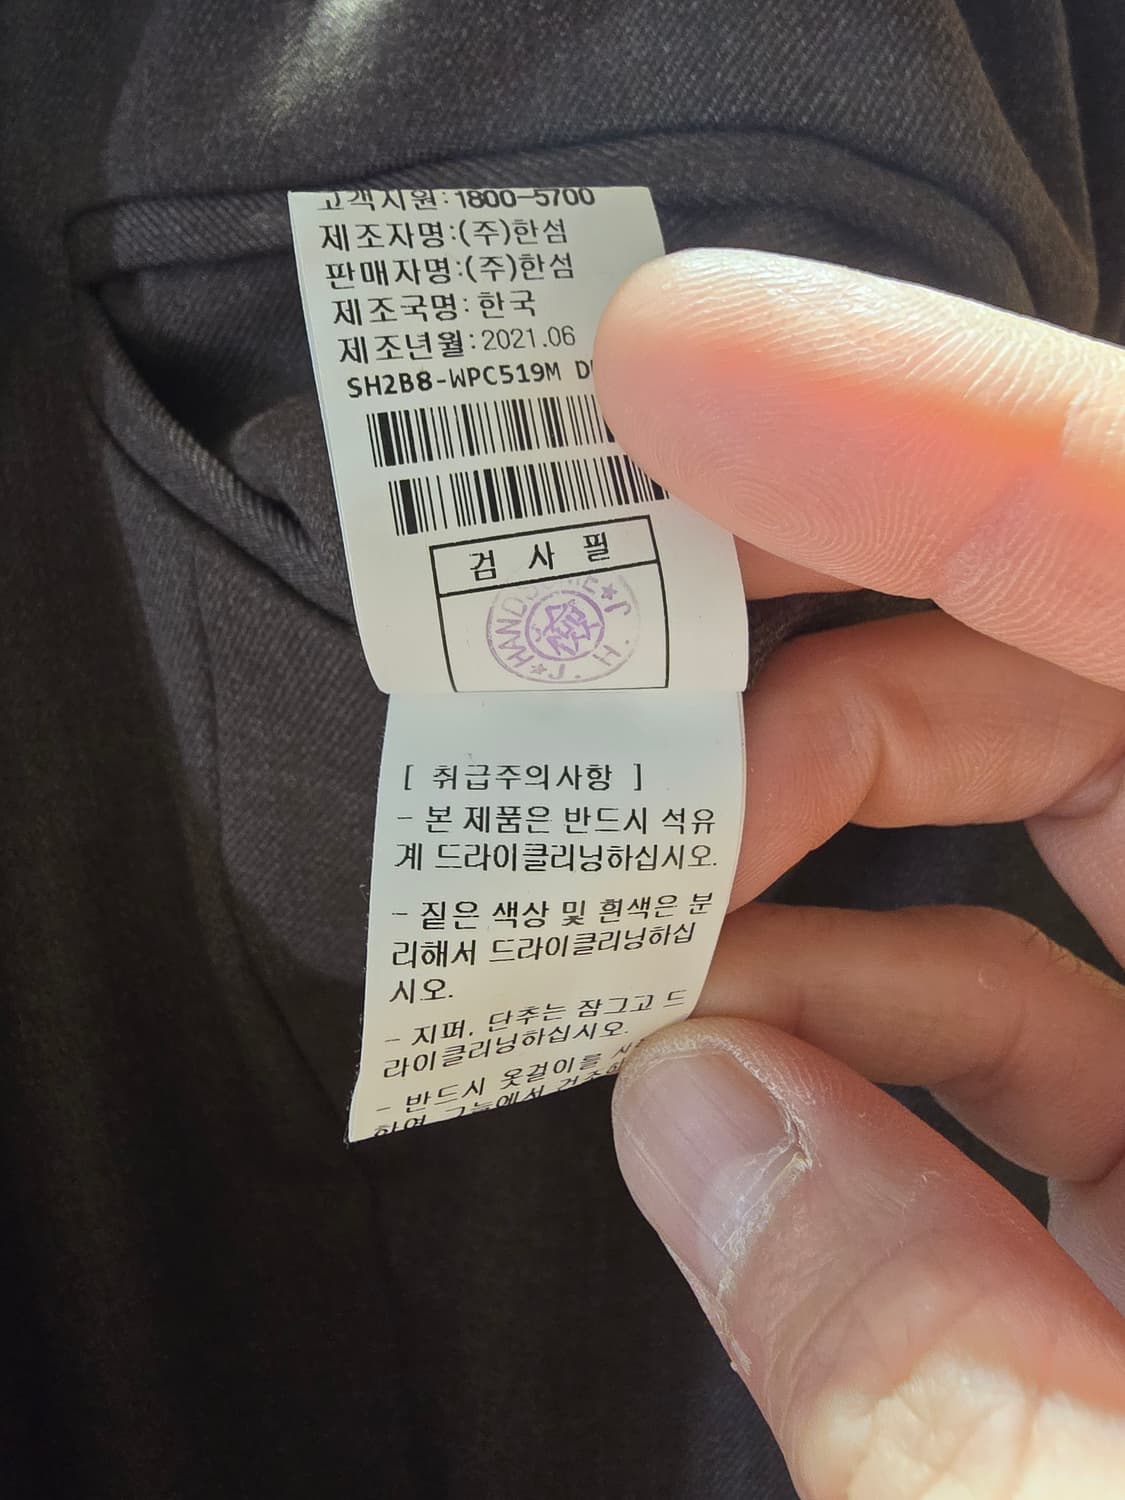 고객지원: 1800-5700
제조자명:(주)한섬
판매자명:(주)한섬
제조국명: 한국
제조년월: 2021.06
SH2B8-WPC519M
검 사 필
[ 취급주의사항 ]
- 본 제품은 반드시 석유
계 드라이클리닝하십시오.
- 짙은 색상 및 흰색은 분
리해서 드라이클리닝하십
시오.
- 지퍼, 단추는 잠그고 드
라이클리닝하십시오.
- 반드시 옷걸이를